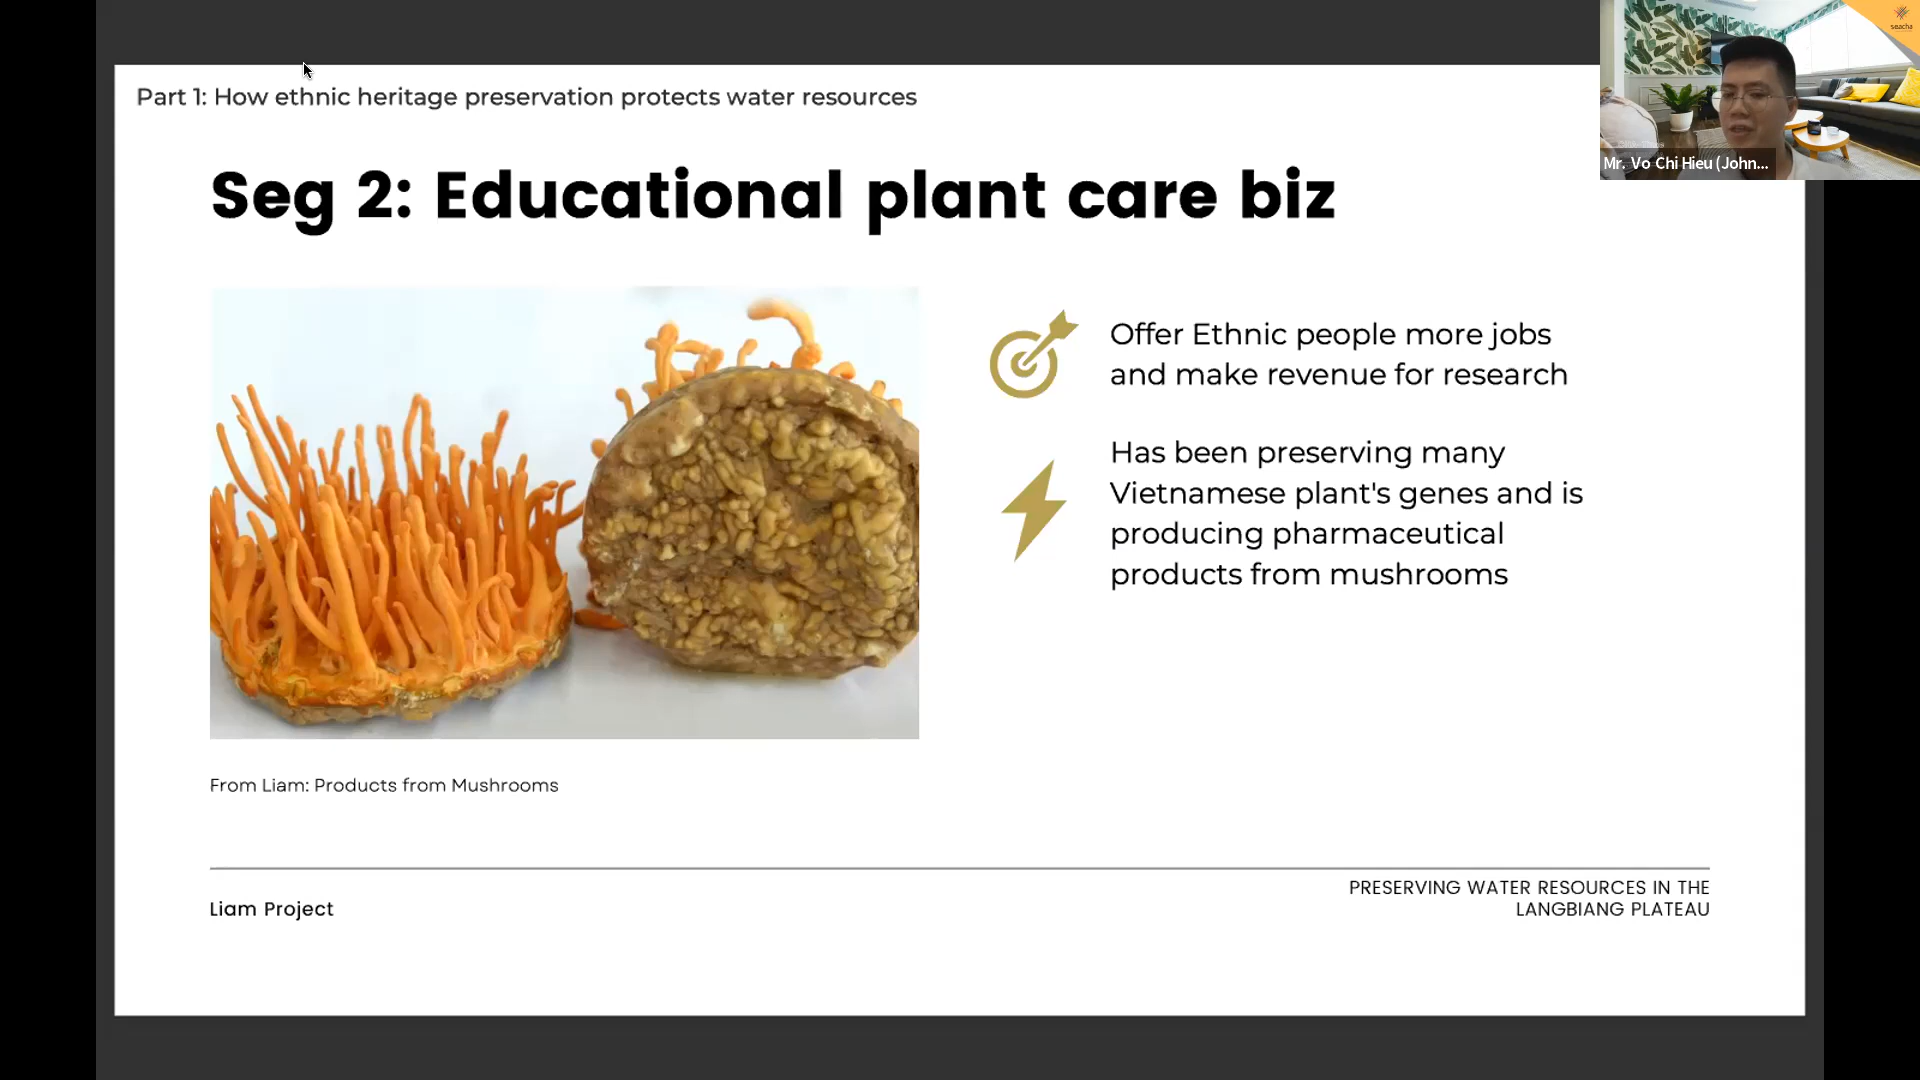 Part 1: How ethnic heritage preservation protects water resources
Seg 2: Educational plant care biz
Offer Ethnic people more jobs
and make revenue for research
Has been preserving many
Vietnamese plant's genes and is
producing pharmaceutical
products from mushrooms
From Liam: Products from Mushrooms
Liam Project
PRESERVING WATER RESOURCES IN THE
LANGBIANG PLATEAU
Mr. Vo Chi Hieu (John...
seacha